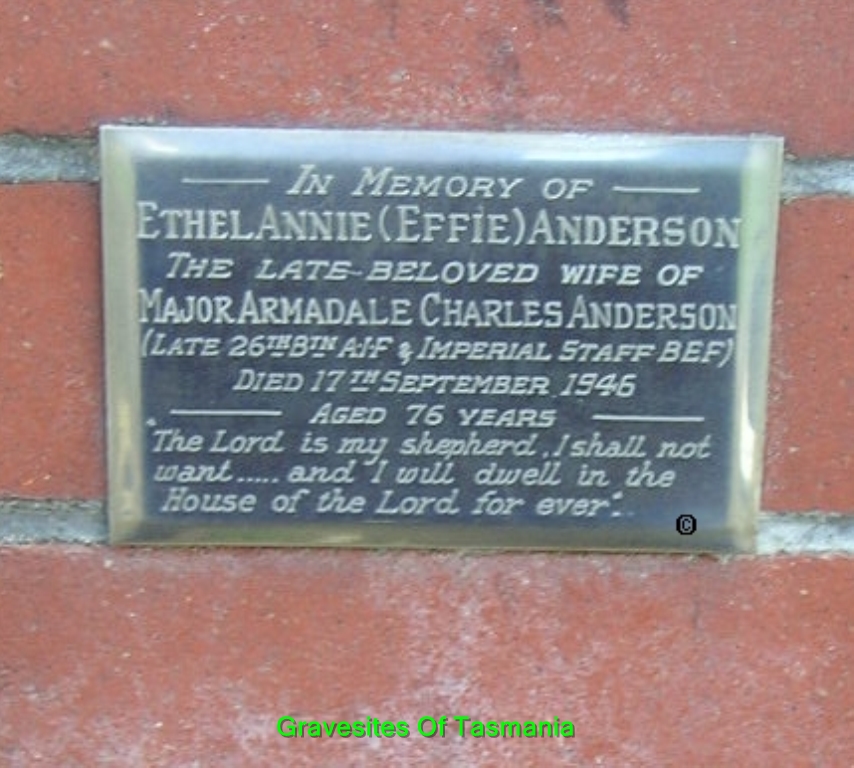 In Memory of
Ethel Annie (Effie) Anderson
The late beloved wife of
Major Armadale Charles Anderson
(Late 26TH BTN A.I.F & Imperial Staff BEF)
Died 17TH September 1946
Aged 76 years
"The Lord is my shepherd, I shall not
want..... and I will dwell in the
House of the Lord for ever".
©
Gravesites Of Tasmania